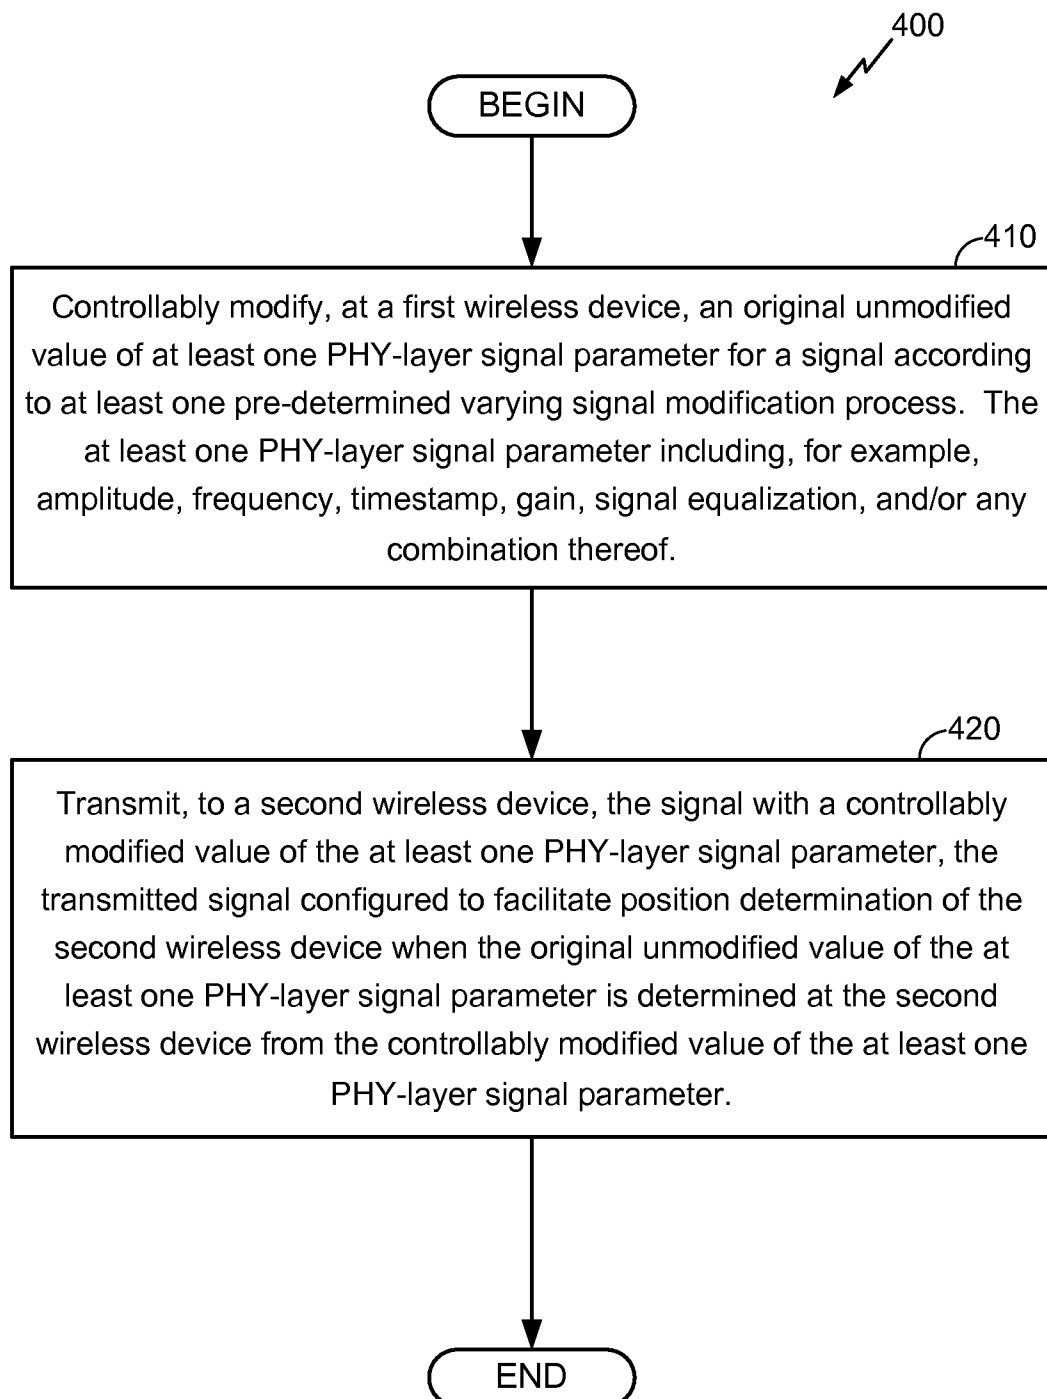 400
BEGIN
410
Controllably modify, at a first wireless device, an original unmodified
value of at least one PHY-layer signal parameter for a signal according
to at least one pre-determined varying signal modification process.  The
at least one PHY-layer signal parameter including, for example,
amplitude, frequency, timestamp, gain, signal equalization, and/or any
combination thereof.
420
Transmit, to a second wireless device, the signal with a controllably
modified value of the at least one PHY-layer signal parameter, the
transmitted signal configured to facilitate position determination of the
second wireless device when the original unmodified value of the at
least one PHY-layer signal parameter is determined at the second
wireless device from the controllably modified value of the at least one
PHY-layer signal parameter.
END